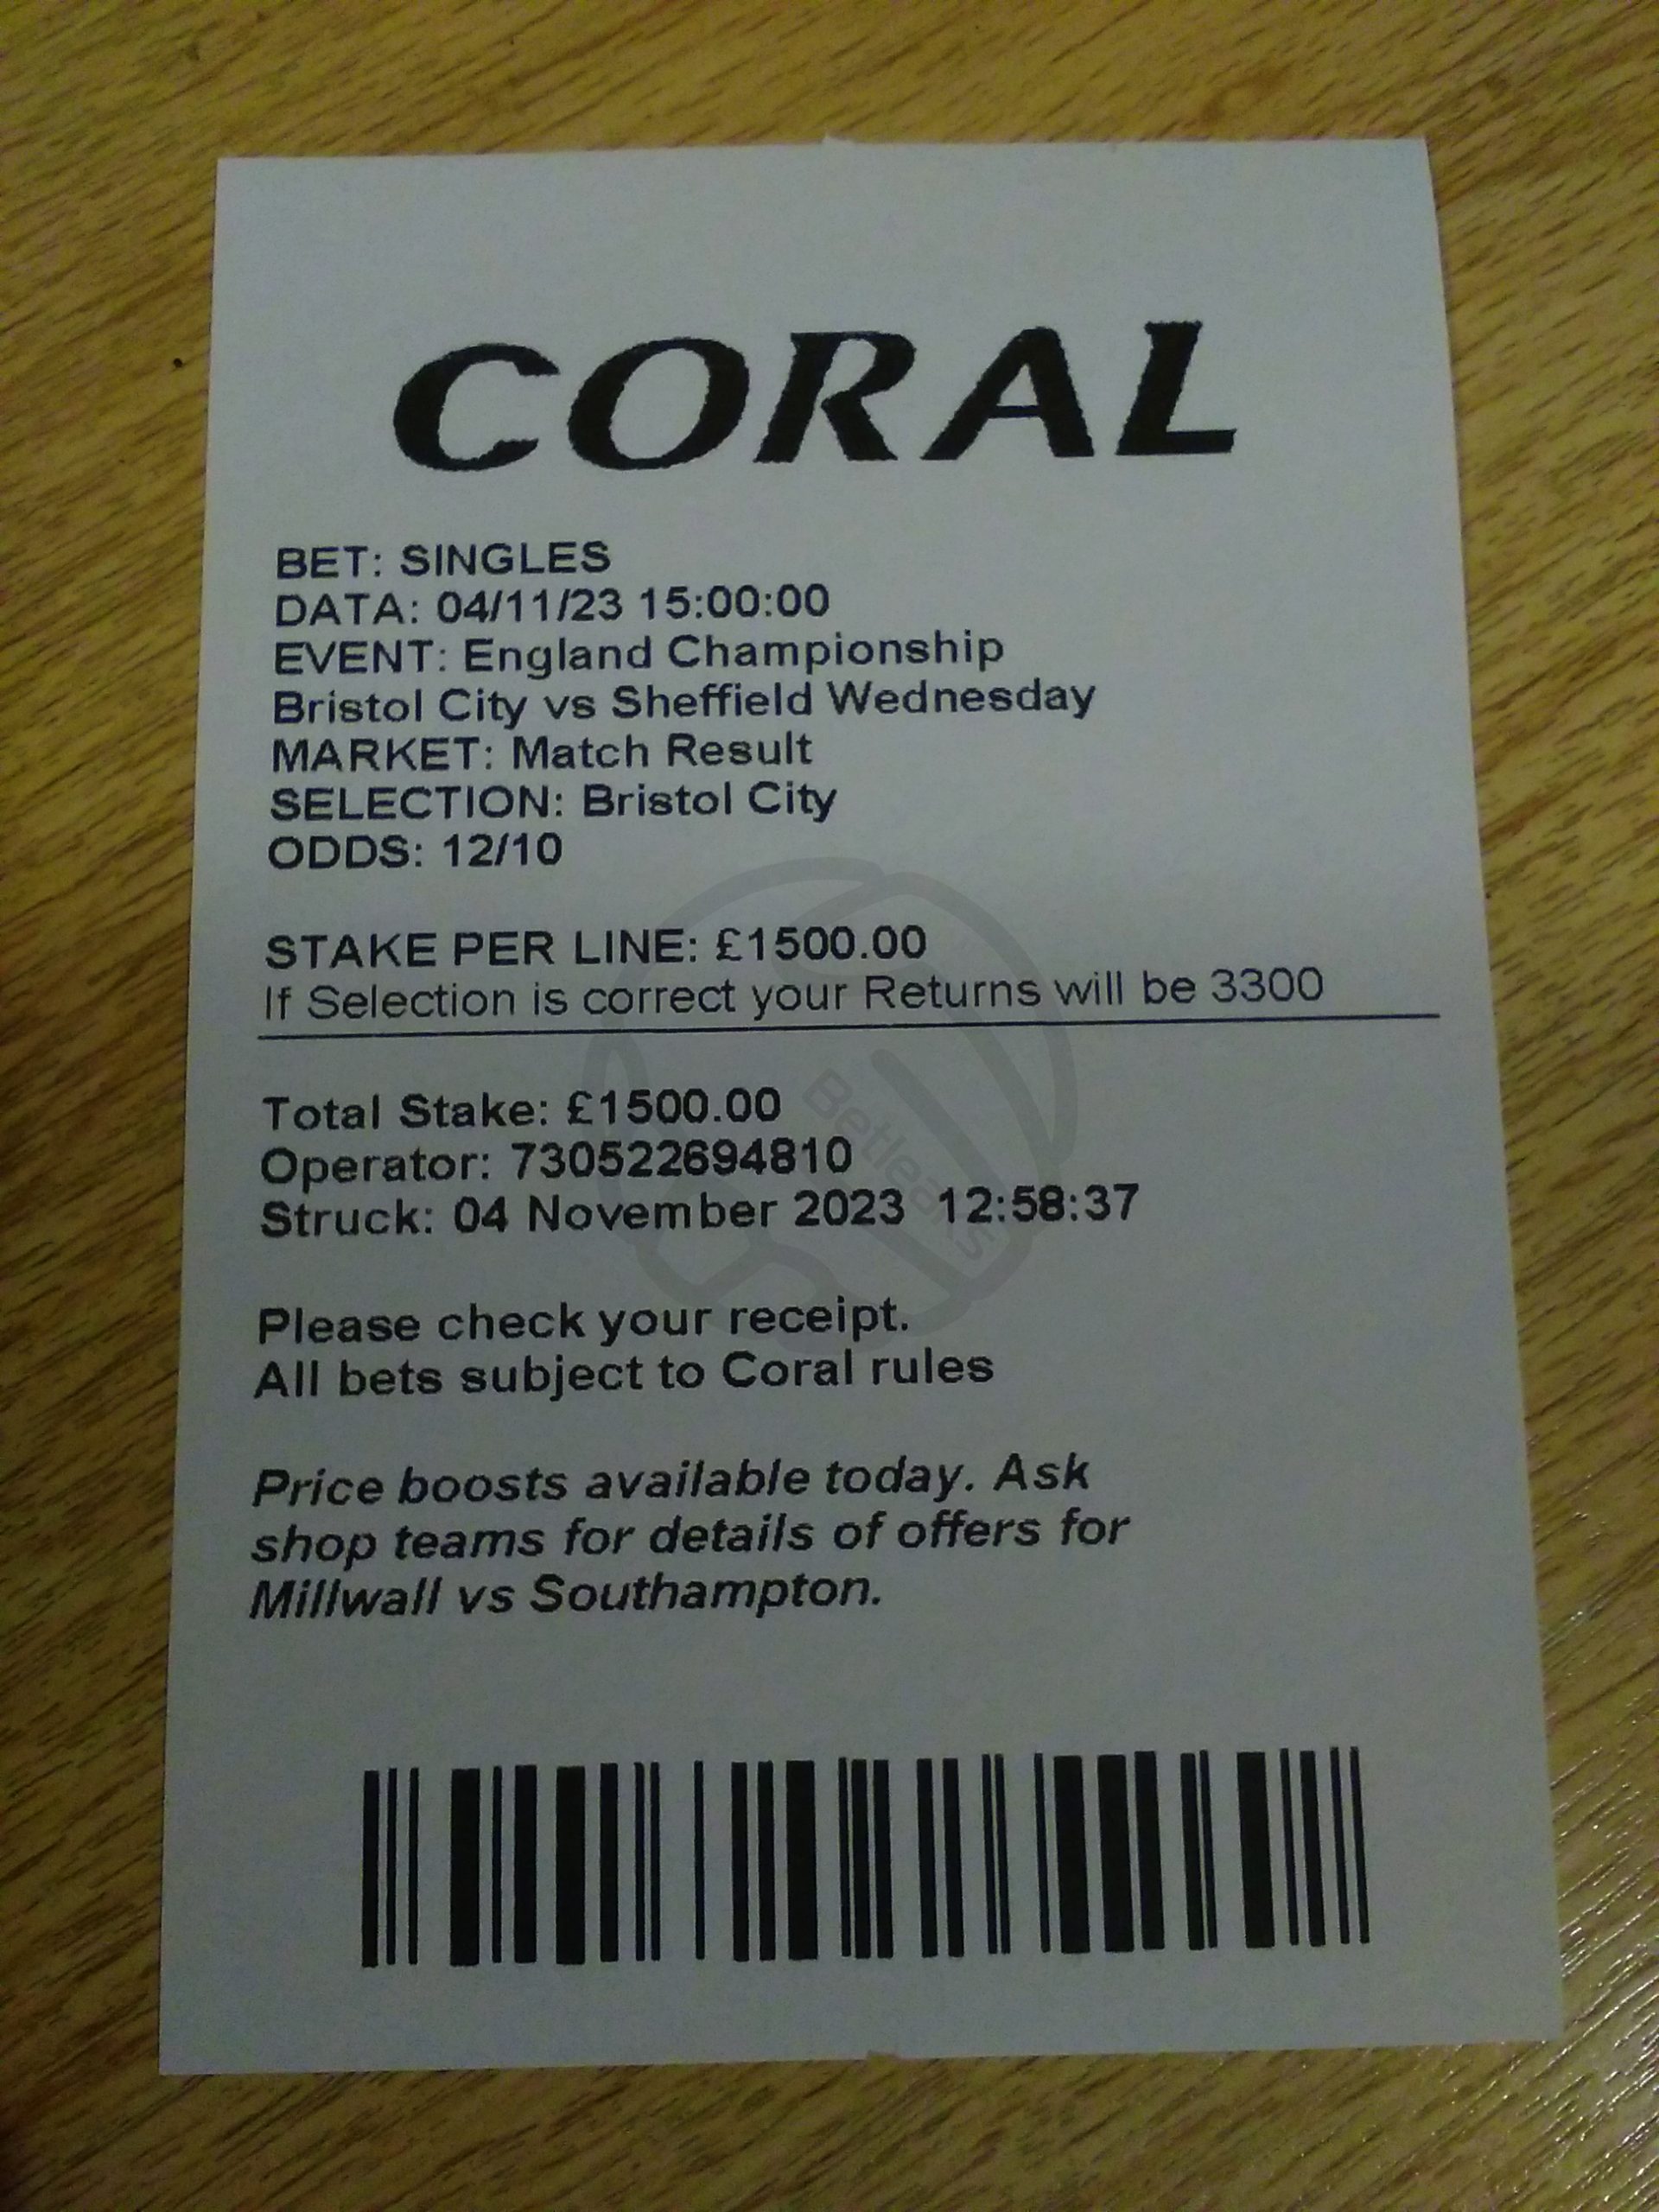 CORAL
BET: SINGLES
DATA: 04/11/23 15:00:00
EVENT: England Championship
Bristol City vs Sheffield Wednesday
MARKET: Match Result
SELECTION: Bristol City
ODDS: 12/10
STAKE PER LINE: £1500.00
If Selection is correct your Returns will be 3300
Total Stake: £1500.00
Operator: 730522694810
Struck: 04 November 2023 12:58:37
Please check your receipt.
All bets subject to Coral rules
Price boosts available today. Ask
shop teams for details of offers for
Millwall vs Southampton.